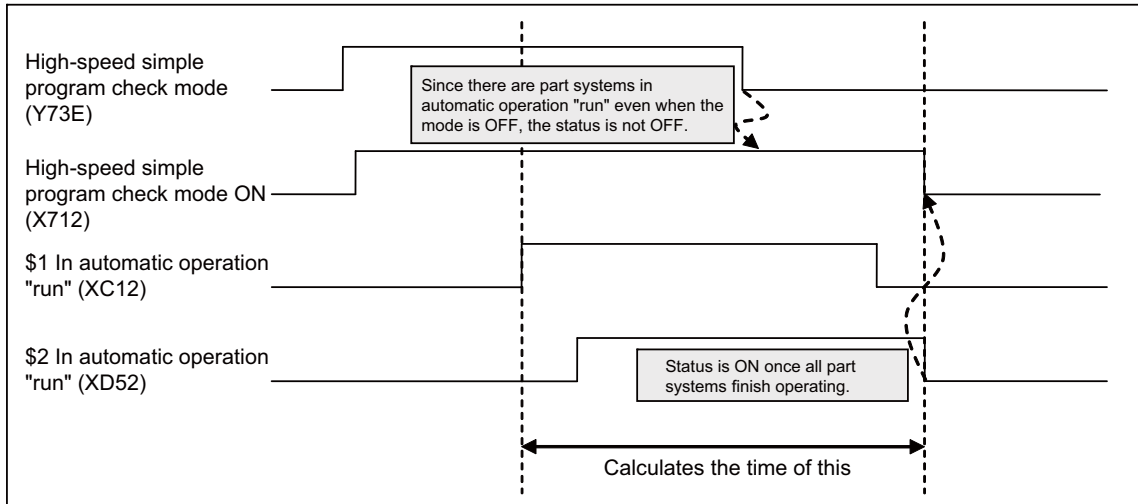 High-speed simple
program check mode
(Y73E)
Since there are part systems in
automatic operation "run" even when the
mode is OFF, the status is not OFF.
High-speed simple
program check mode ON
(X712)
$1 In automatic operation
"run" (XC12)
$2 In automatic operation
"run" (XD52)
Status is ON once all part
systems finish operating.
Calculates the time of this